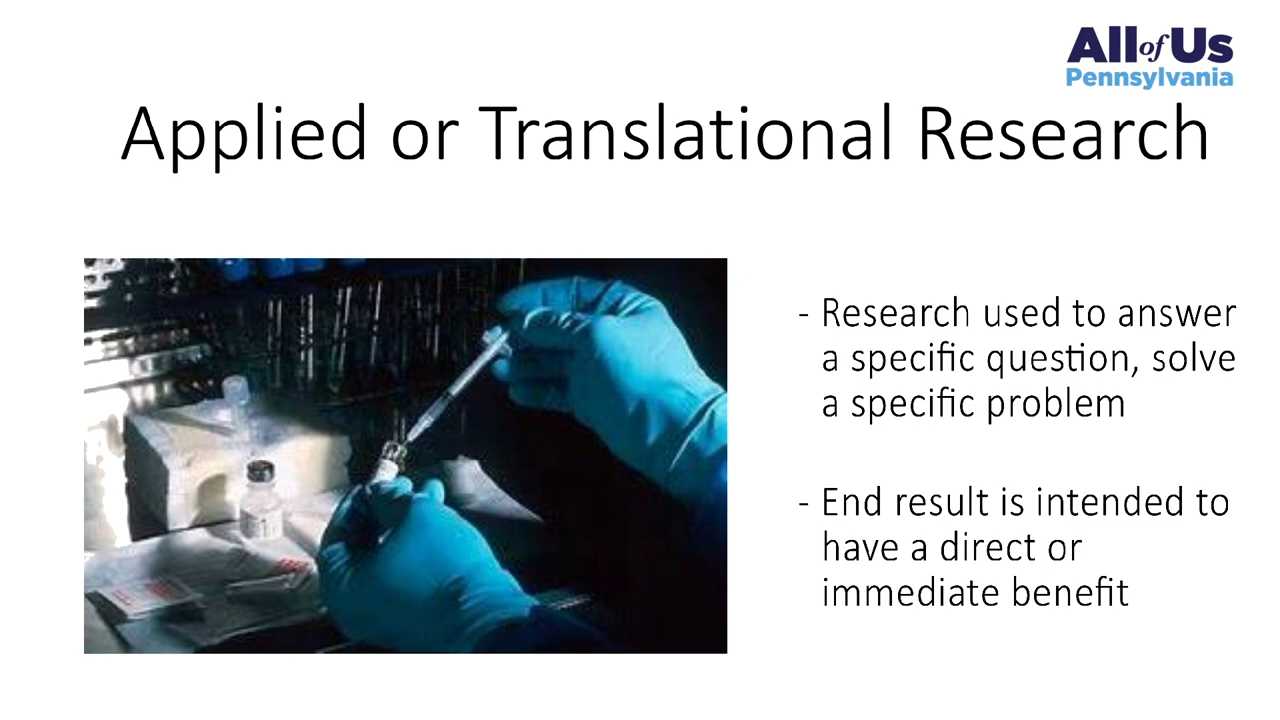 All of Us
Pennsylvania
Applied or Translational Research
- Research used to answer
a specific question, solve
a specific problem
- End result is intended to
have a direct or
immediate benefit